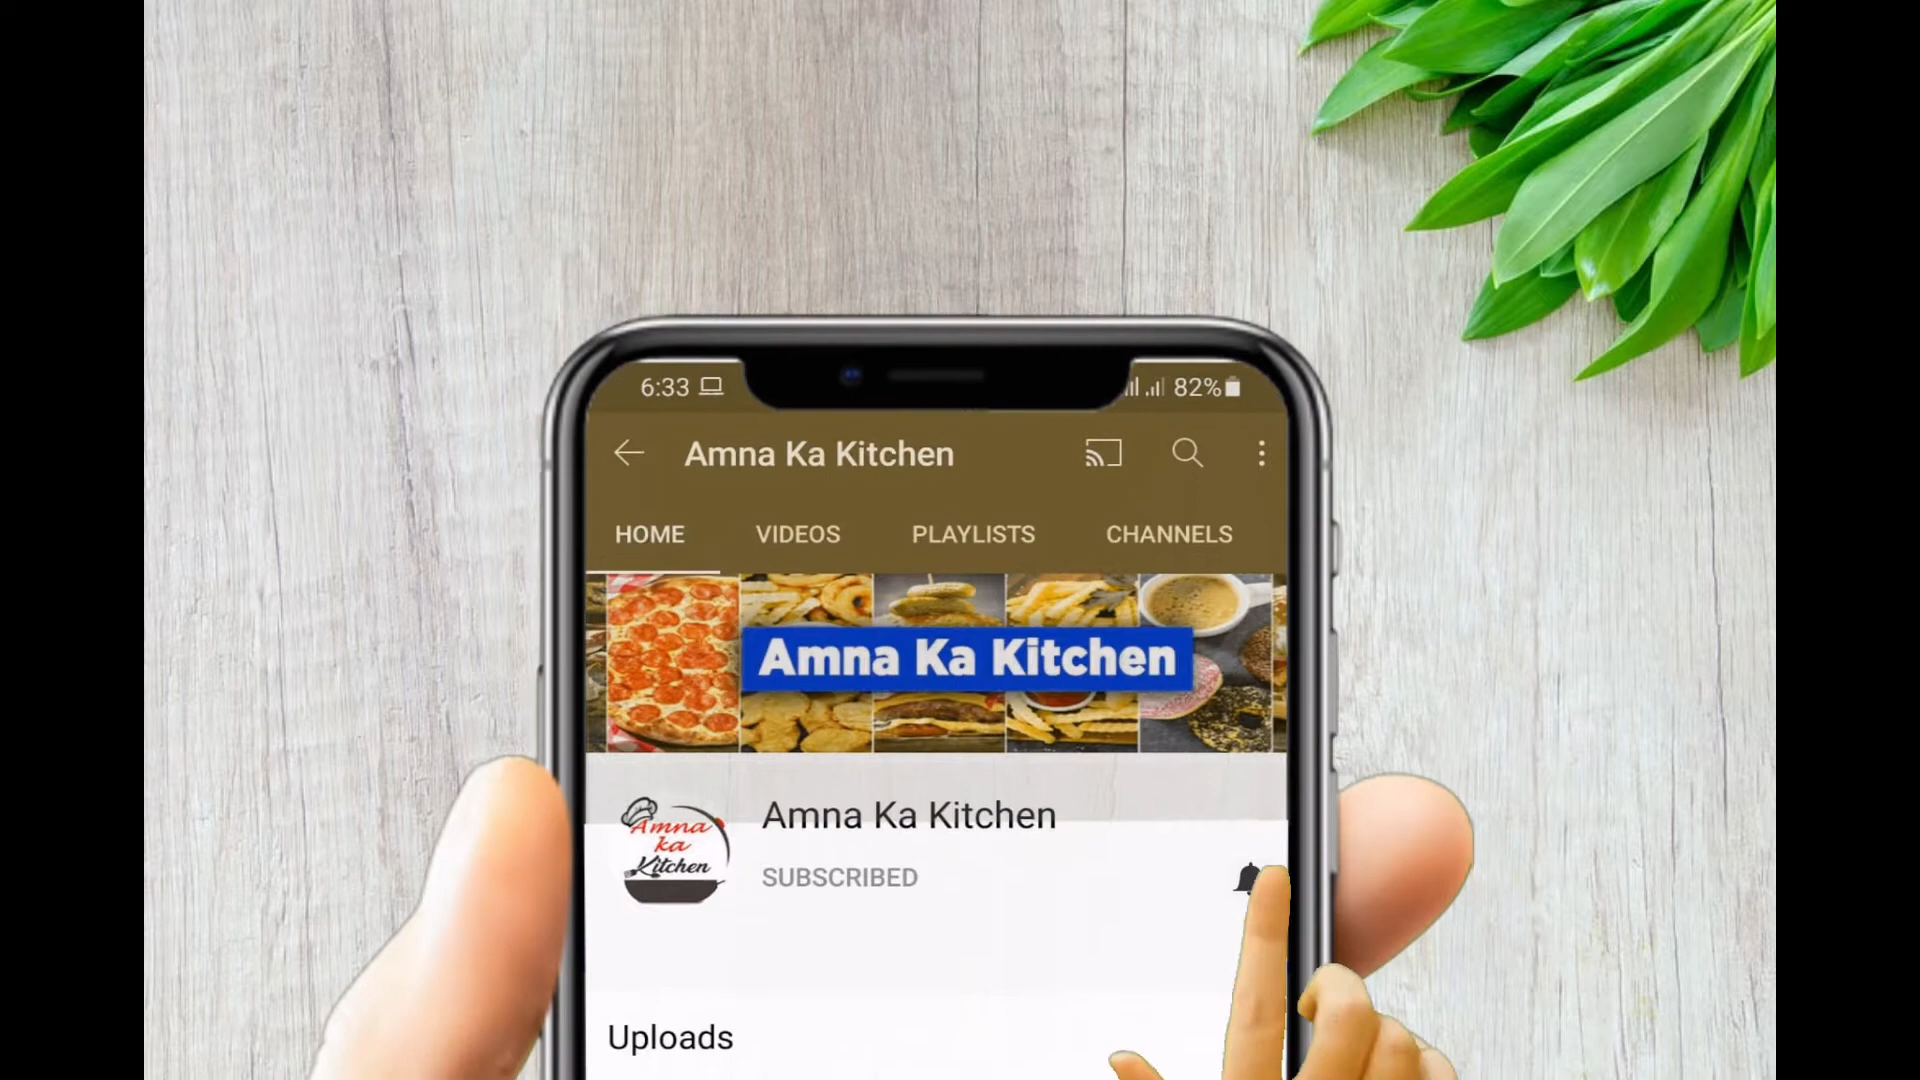 6:33
82%
Amna Ka Kitchen
HOME VIDEOS PLAYLISTS CHANNELS
Amna Ka Kitchen
Amna
ka
Kitchen
Amna Ka Kitchen
SUBSCRIBED
Uploads